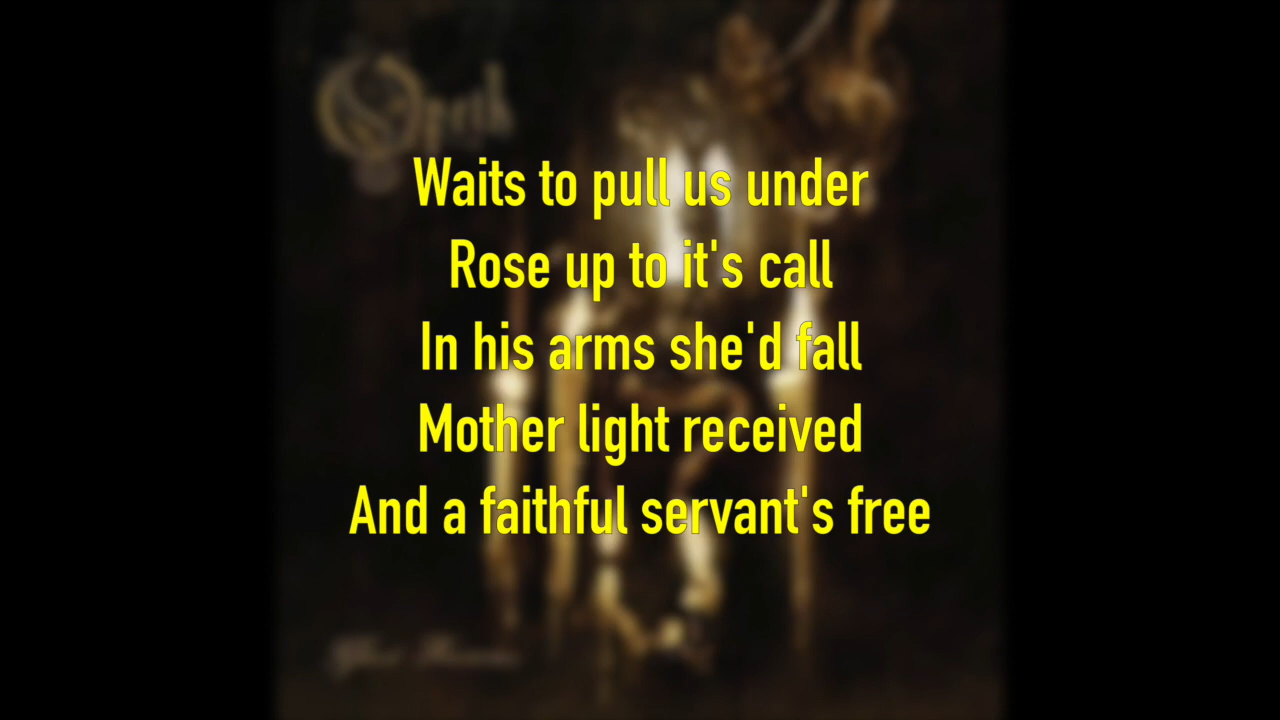 Opeth
Waits to pull us under
Rose up to it's call
In his arms she'd fall
Mother light received
And a faithful servant's free